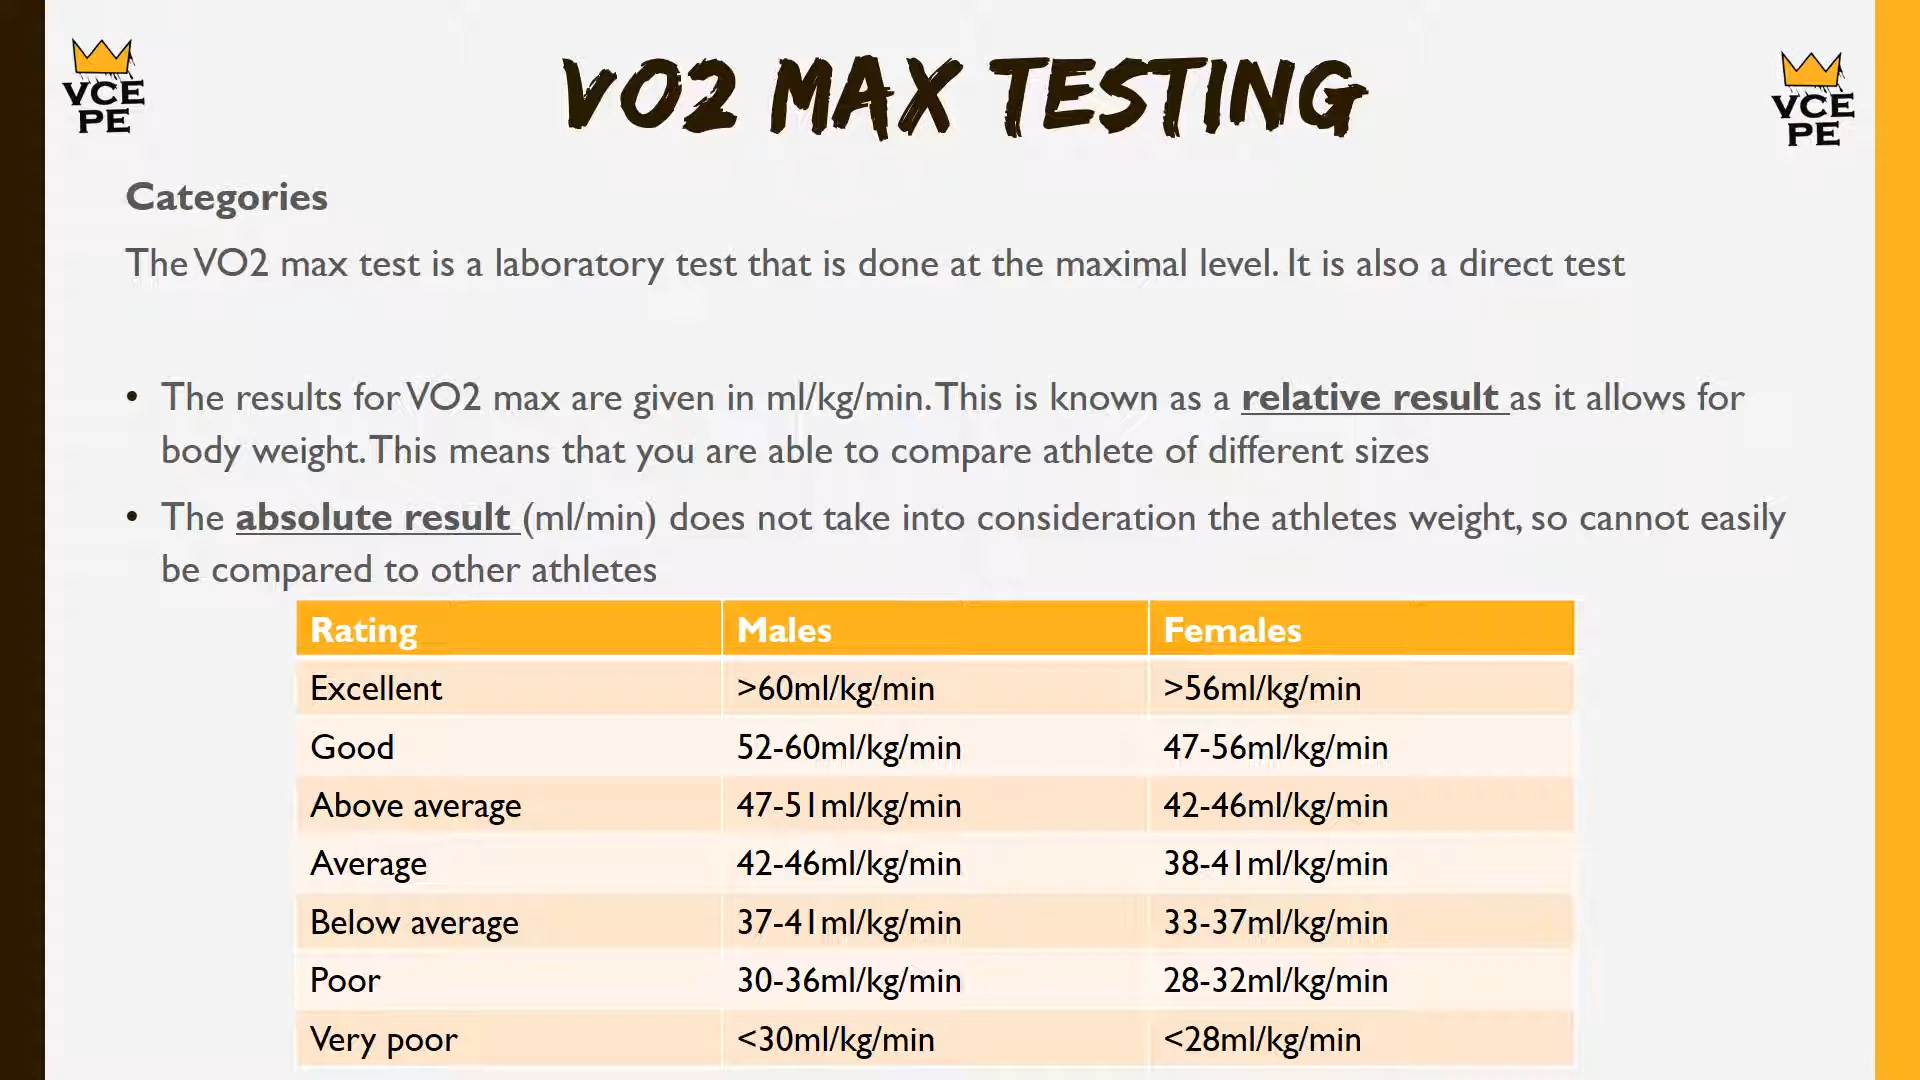 VCE
PE
VO2 MAX TESTING
VCE
PE
Categories
The VO2 max test is a laboratory test that is done at the maximal level. It is also a direct test
• The results for VO2 max are given in ml/kg/min. This is known as a relative result as it allows for
body weight. This means that you are able to compare athlete of different sizes
• The absolute result (ml/min) does not take into consideration the athletes weight, so cannot easily
be compared to other athletes
Rating Males Females
Excellent >60ml/kg/min >56ml/kg/min
Good 52-60ml/kg/min 47-56ml/kg/min
Above average 47-51ml/kg/min 42-46ml/kg/min
Average 42-46ml/kg/min 38-41ml/kg/min
Below average 37-41ml/kg/min 33-37ml/kg/min
Poor 30-36ml/kg/min 28-32ml/kg/min
Very poor <30ml/kg/min <28ml/kg/min